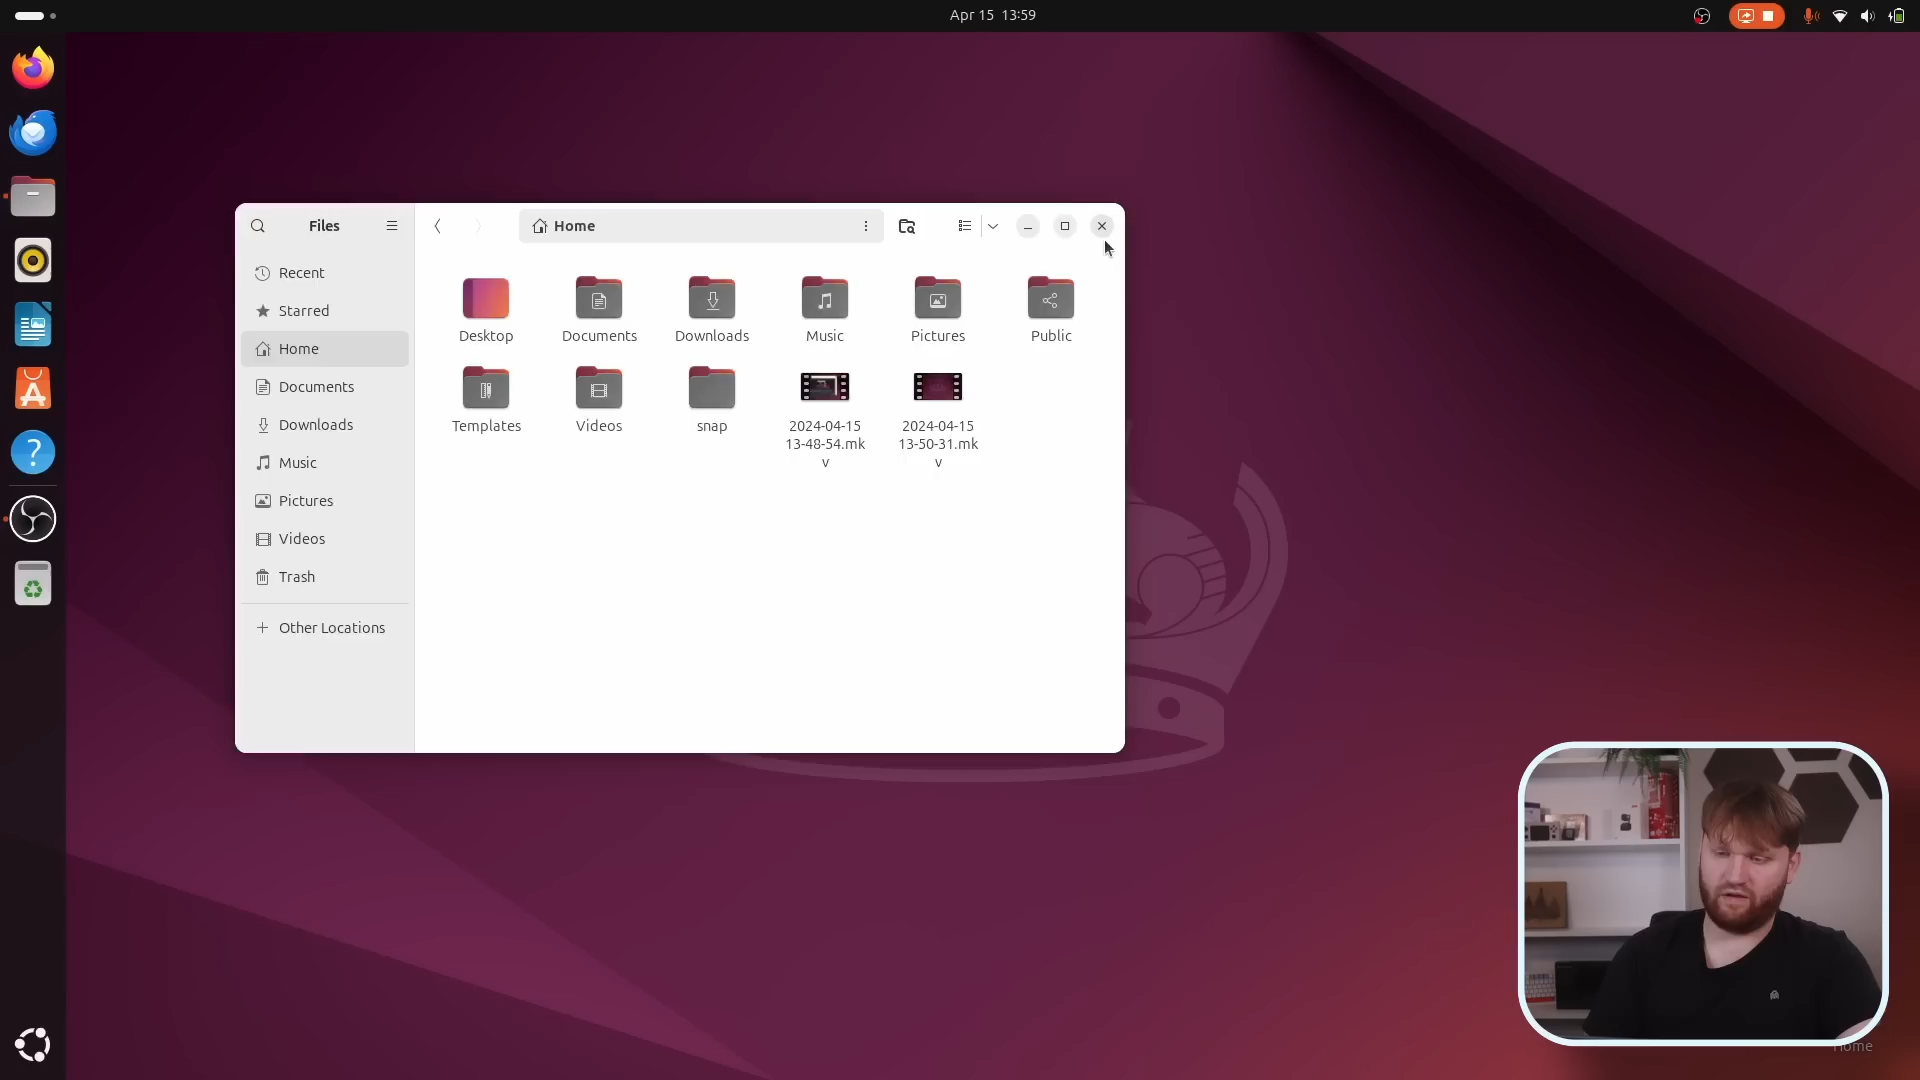 Apr 15 13:59
Files
Home
Recent
Starred
Home
Documents
Downloads
Music
Pictures
Videos
Trash
Other Locations
Desktop
Documents
Downloads
Music
Pictures
Public
Templates
Videos
snap
2024-04-15
13-48-54.mk
v
2024-04-15
13-50-31.mk
v
Home